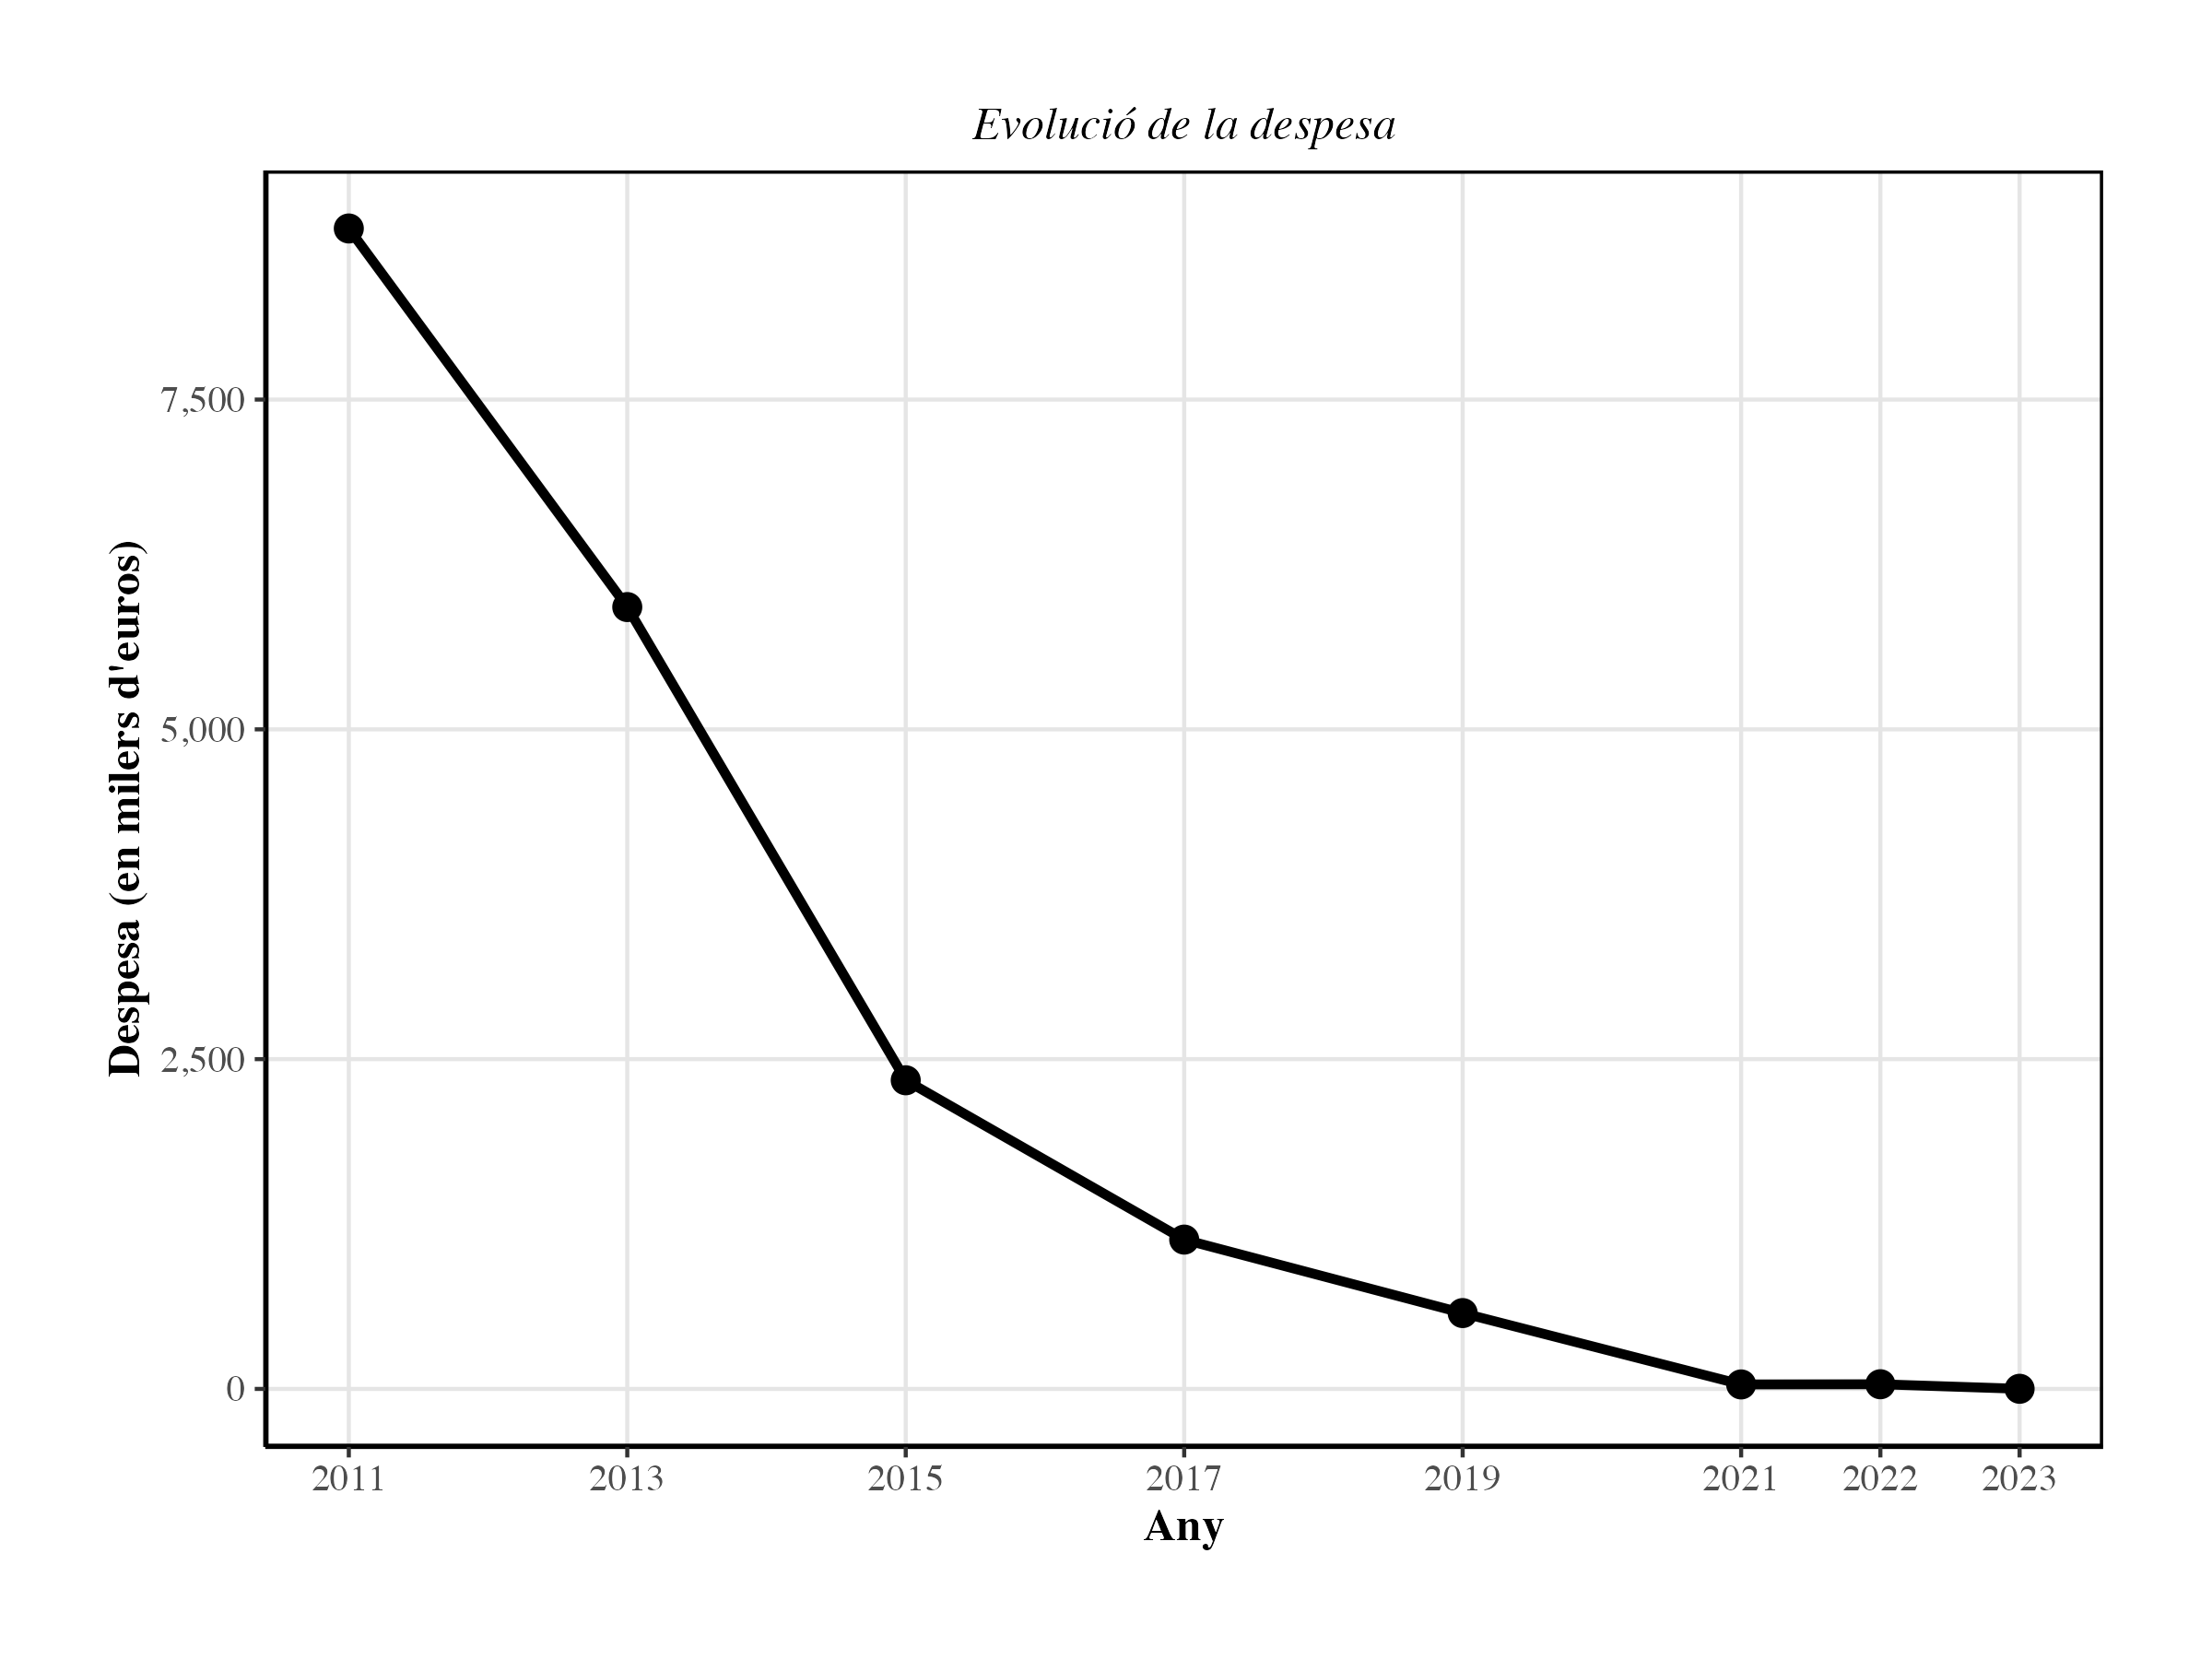 Evolució de la despesa
Despesa (en milers d'euros)
7,500
5,000
2,500
0
2011 2013 2015 2017 2019 2021 2022 2023
Any